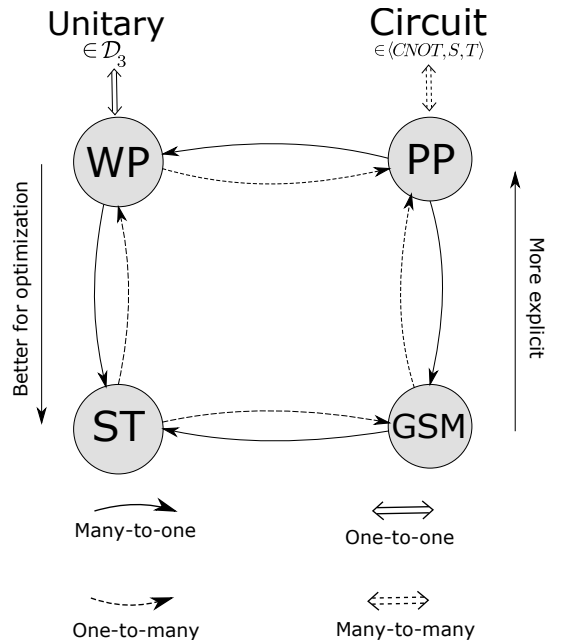 Unitary
∈ 𝒟₃
Circuit
∈⟨CNOT, S, T⟩
WP
PP
Better for optimization
More explicit
ST
GSM
Many-to-one
One-to-one
One-to-many
Many-to-many